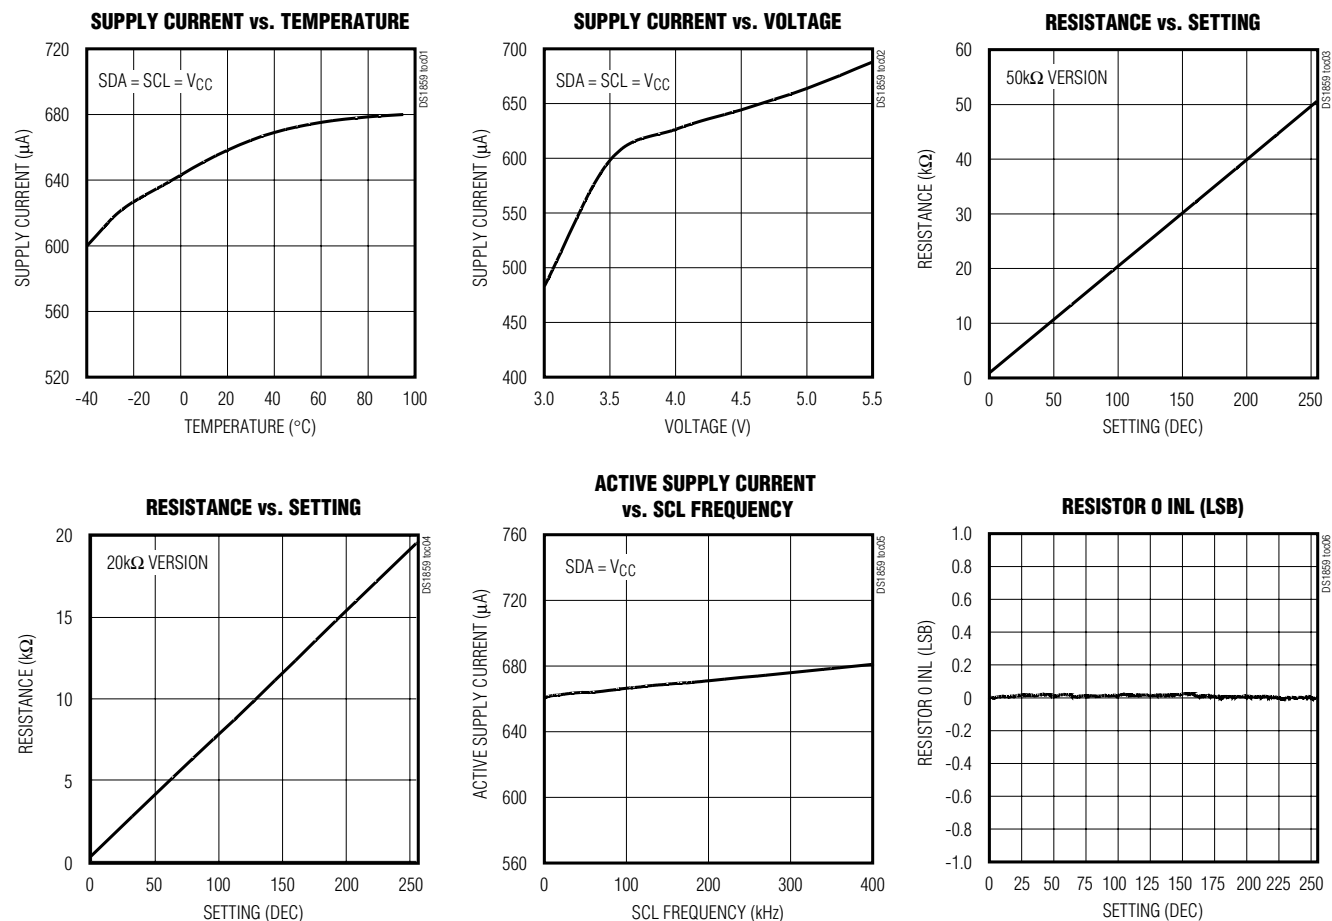 SUPPLY CURRENT vs. TEMPERATURE
720
680
640
600
560
520
SUPPLY CURRENT (μA)
SDA = SCL = VCC
DS1859 toc01
-40 -20 0 20 40 60 80 100
TEMPERATURE (°C)
SUPPLY CURRENT vs. VOLTAGE
700
650
600
550
500
450
400
SUPPLY CURRENT (μA)
SDA = SCL = VCC
DS1859 toc02
3.0 3.5 4.0 4.5 5.0 5.5
VOLTAGE (V)
RESISTANCE vs. SETTING
60
50
40
30
20
10
0
RESISTANCE (kΩ)
50kΩ VERSION
DS1859 toc03
0 50 100 150 200 250
SETTING (DEC)
RESISTANCE vs. SETTING
20
15
10
5
0
RESISTANCE (kΩ)
20kΩ VERSION
DS1859 toc04
0 50 100 150 200 250
SETTING (DEC)
ACTIVE SUPPLY CURRENT
vs. SCL FREQUENCY
760
720
680
640
600
560
ACTIVE SUPPLY CURRENT (μA)
SDA = VCC
DS1859 toc05
0 100 200 300 400
SCL FREQUENCY (kHz)
RESISTOR 0 INL (LSB)
1.0
0.8
0.6
0.4
0.2
0
-0.2
-0.4
-0.6
-0.8
-1.0
RESISTOR 0 INL (LSB)
DS1859 toc06
0 25 50 75 100 125 150 175 200 225 250
SETTING (DEC)